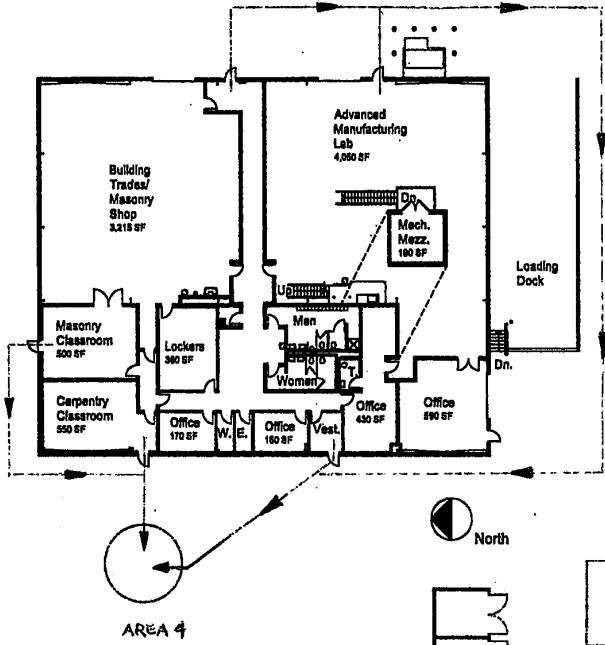 Advanced
Manufacturing
Lab
4,050 SF
Building
Trades/
Masonry
Shop
3,215 SF
Dn.
Mech.
Mezz.
190 SF
Loading
Dock
Up
Men
Masonry
Classroom
500 SF
Lockers
360 SF
Dn.
Women
T.
Carpentry
Classroom
550 SF
Office
170 SF
W.
E.
Office
150 SF
Vest.
Office
430 SF
Office
590 SF
North
AREA 4